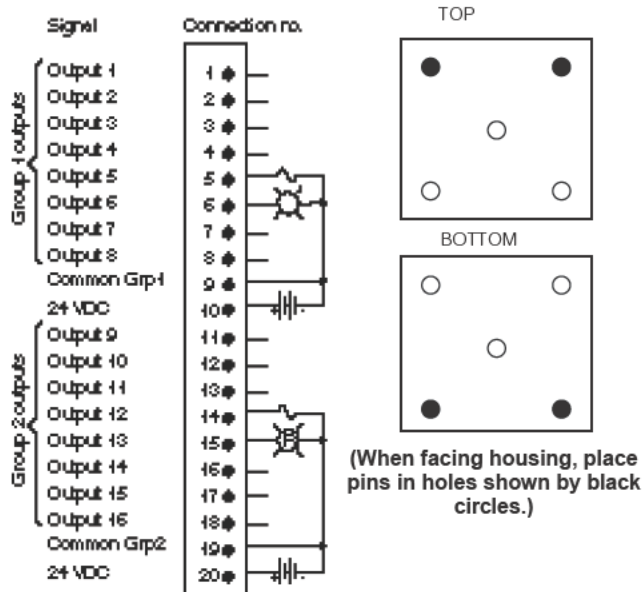 Signal Connection no.
Group 1 outputs
Output 1 1
Output 2 2
Output 3 3
Output 4 4
Output 5 5
Output 6 6
Output 7 7
Output 8 8
Common Grp1 9
24 VDC 10
Group 2 outputs
Output 9 11
Output 10 12
Output 11 13
Output 12 14
Output 13 15
Output 14 16
Output 15 17
Output 16 18
Common Grp2 19
24 VDC 20
+
+
TOP
BOTTOM
(When facing housing, place
pins in holes shown by black
circles.)